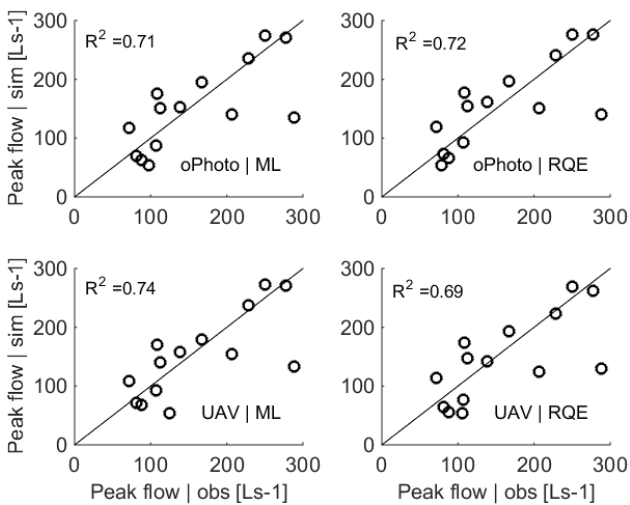 300
R² =0.71
200
100
0
oPhoto | ML
0 100 200 300
Peak flow | sim [Ls-1]
300
R² =0.72
200
100
0
oPhoto | RQE
0 100 200 300
300
R² =0.74
200
100
0
UAV | ML
0 100 200 300
Peak flow | sim [Ls-1]
Peak flow | obs [Ls-1]
300
R² =0.69
200
100
0
UAV | RQE
0 100 200 300
Peak flow | obs [Ls-1]